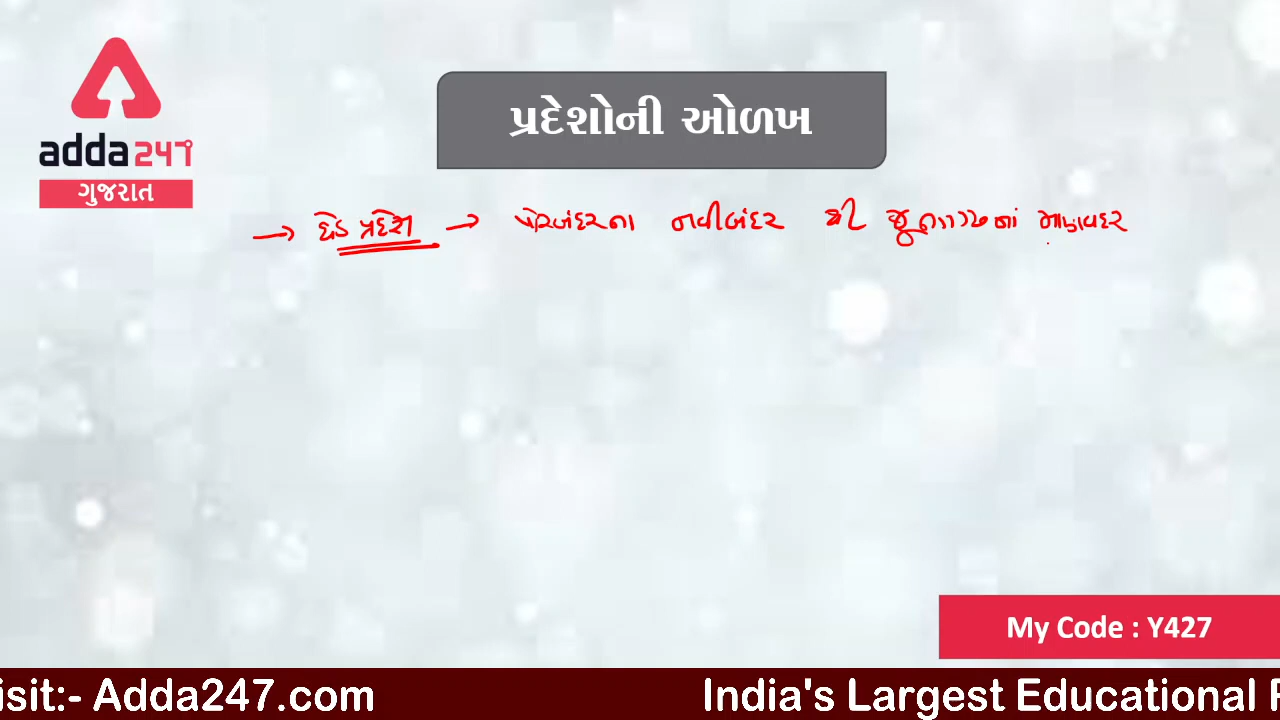 adda247
ગુજરાત
પ્રદેશોની ઓળખ
→ ઘેડ પ્રદેશ → પોરબંદરના નવીબંદર થી જૂનાગઢનાં માણાવદર
My Code : Y427
isit:- Adda247.com
India's Largest Educational P